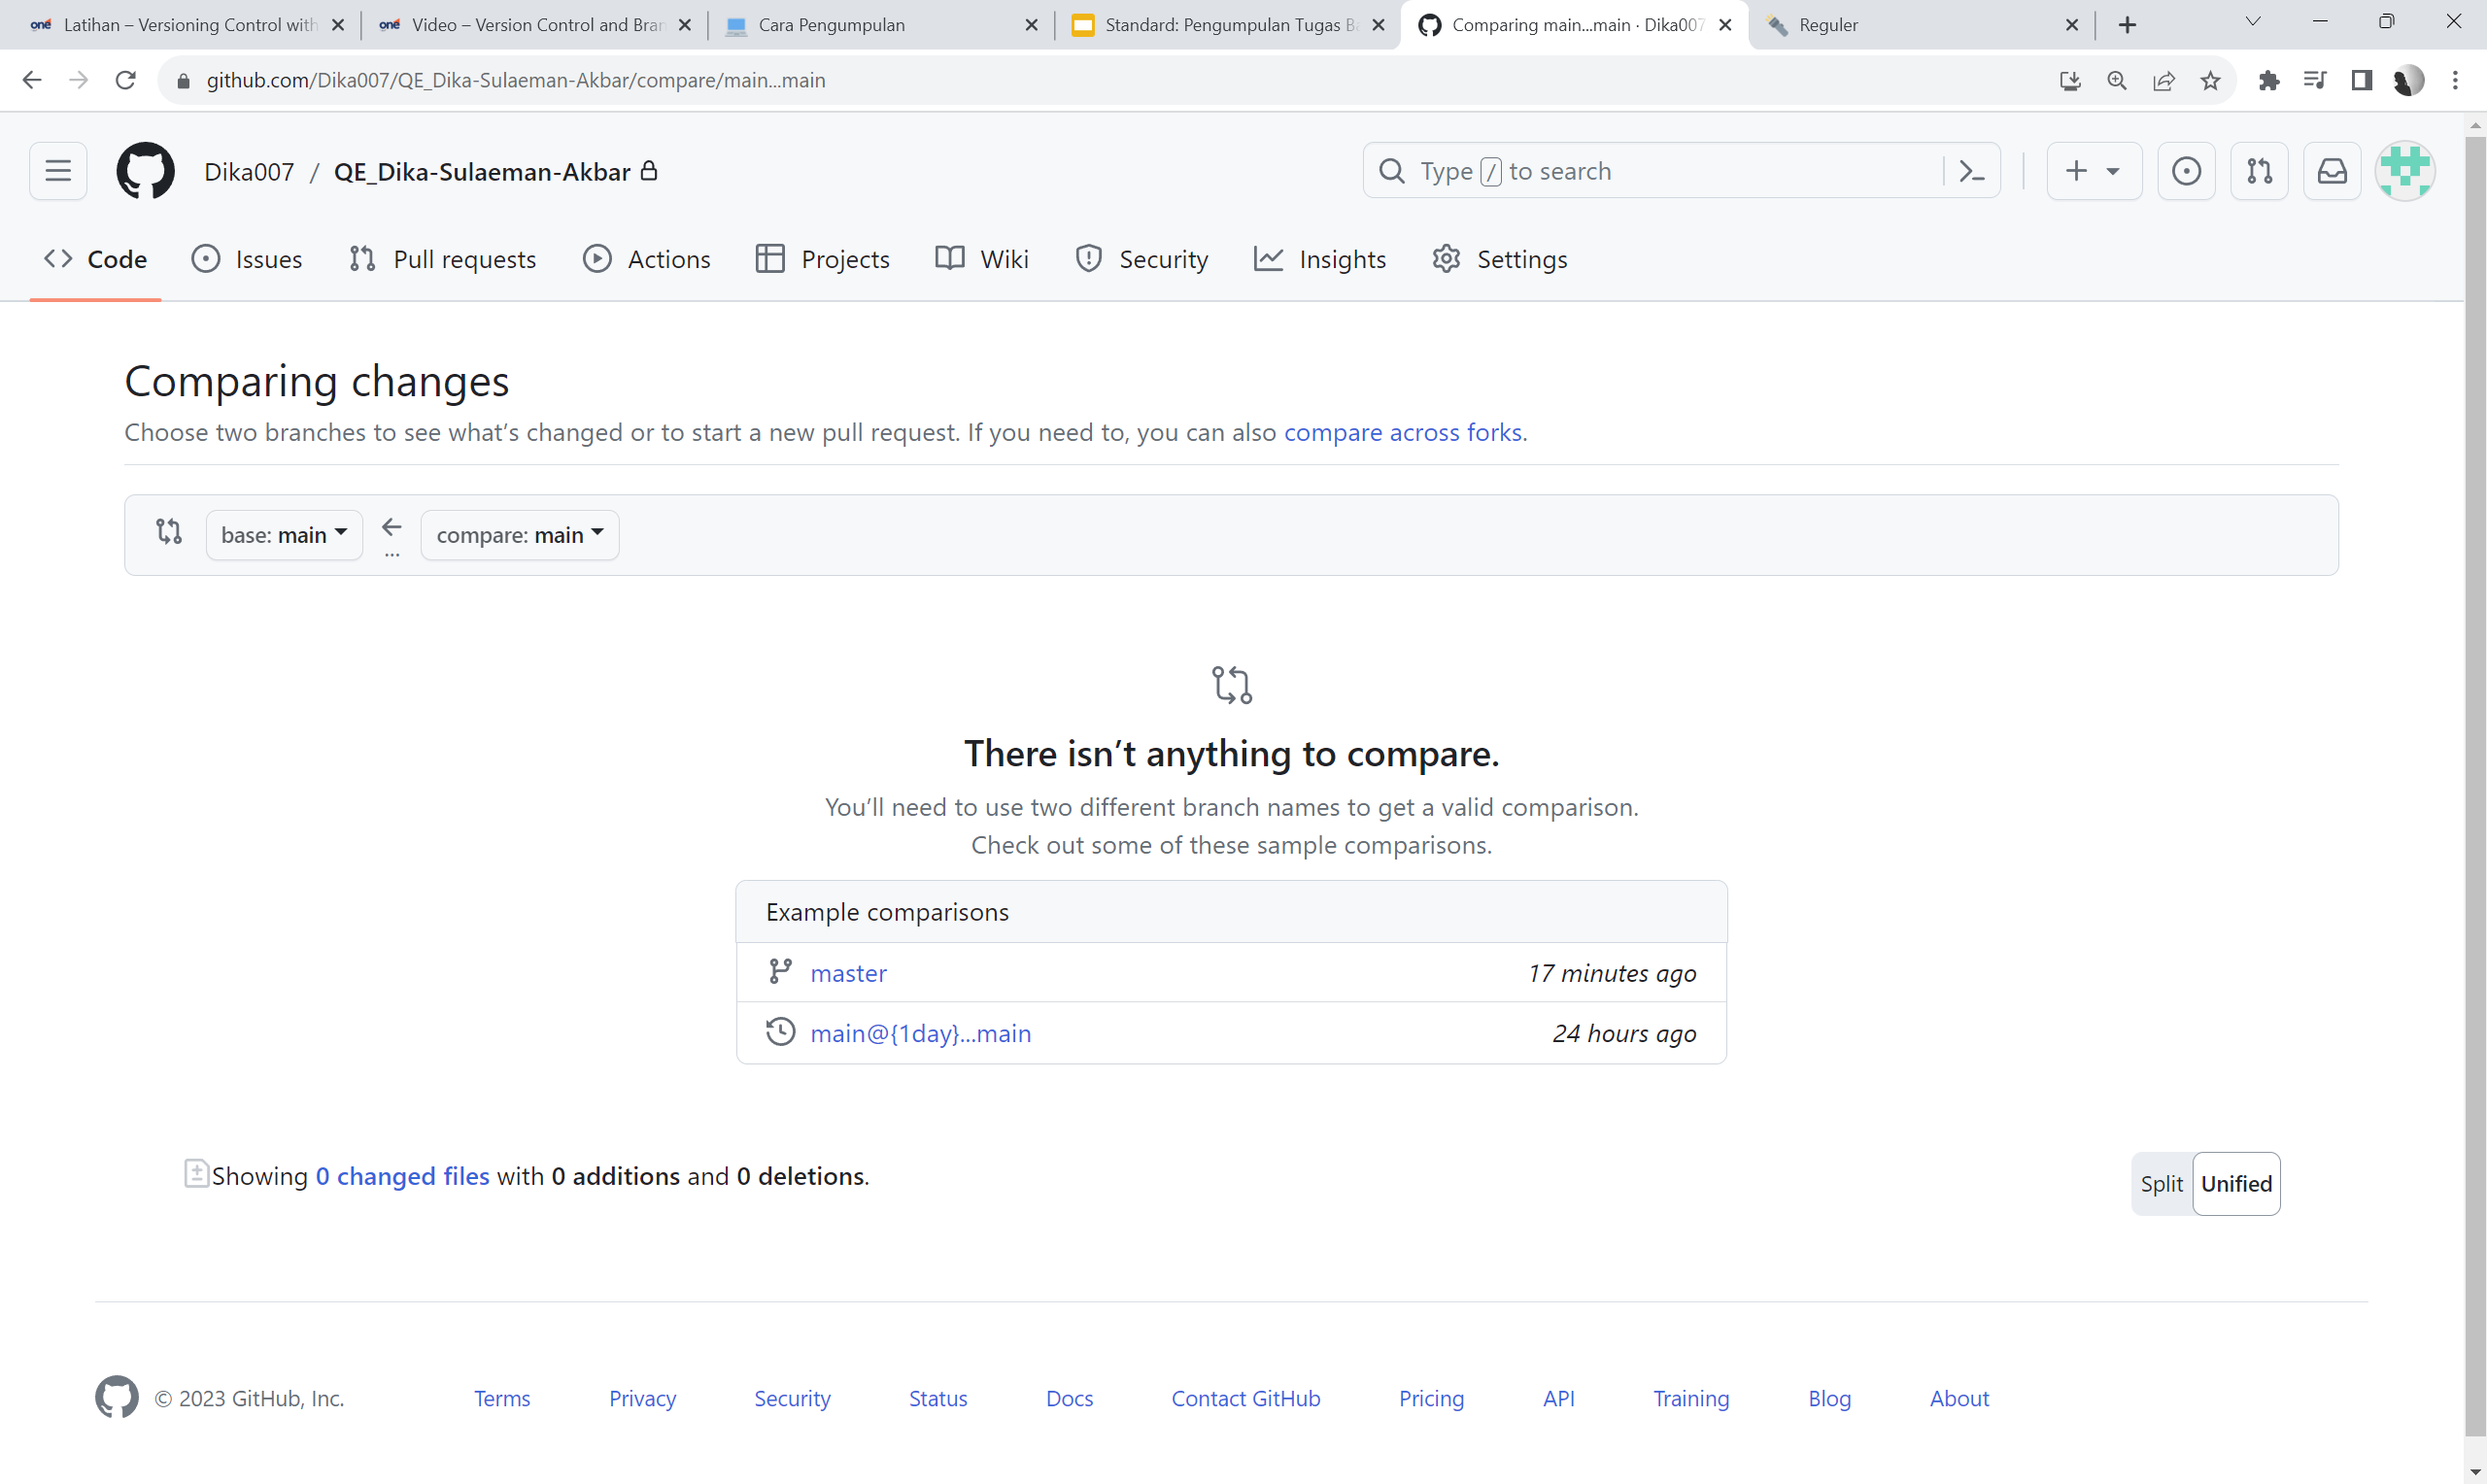 Latihan – Versioning Control with
Video – Version Control and Bran
Cara Pengumpulan
Standard: Pengumpulan Tugas Ba
Comparing main...main · Dika007
Reguler
github.com/Dika007/QE_Dika-Sulaeman-Akbar/compare/main...main
Dika007 / QE_Dika-Sulaeman-Akbar
Type / to search
Code Issues Pull requests Actions Projects Wiki Security Insights Settings
Comparing changes
Choose two branches to see what’s changed or to start a new pull request. If you need to, you can also compare across forks.
base: main ... compare: main
There isn’t anything to compare.
You’ll need to use two different branch names to get a valid comparison.
Check out some of these sample comparisons.
Example comparisons
master 17 minutes ago
main@{1day}...main 24 hours ago
Showing 0 changed files with 0 additions and 0 deletions.
Split Unified
© 2023 GitHub, Inc. Terms Privacy Security Status Docs Contact GitHub Pricing API Training Blog About